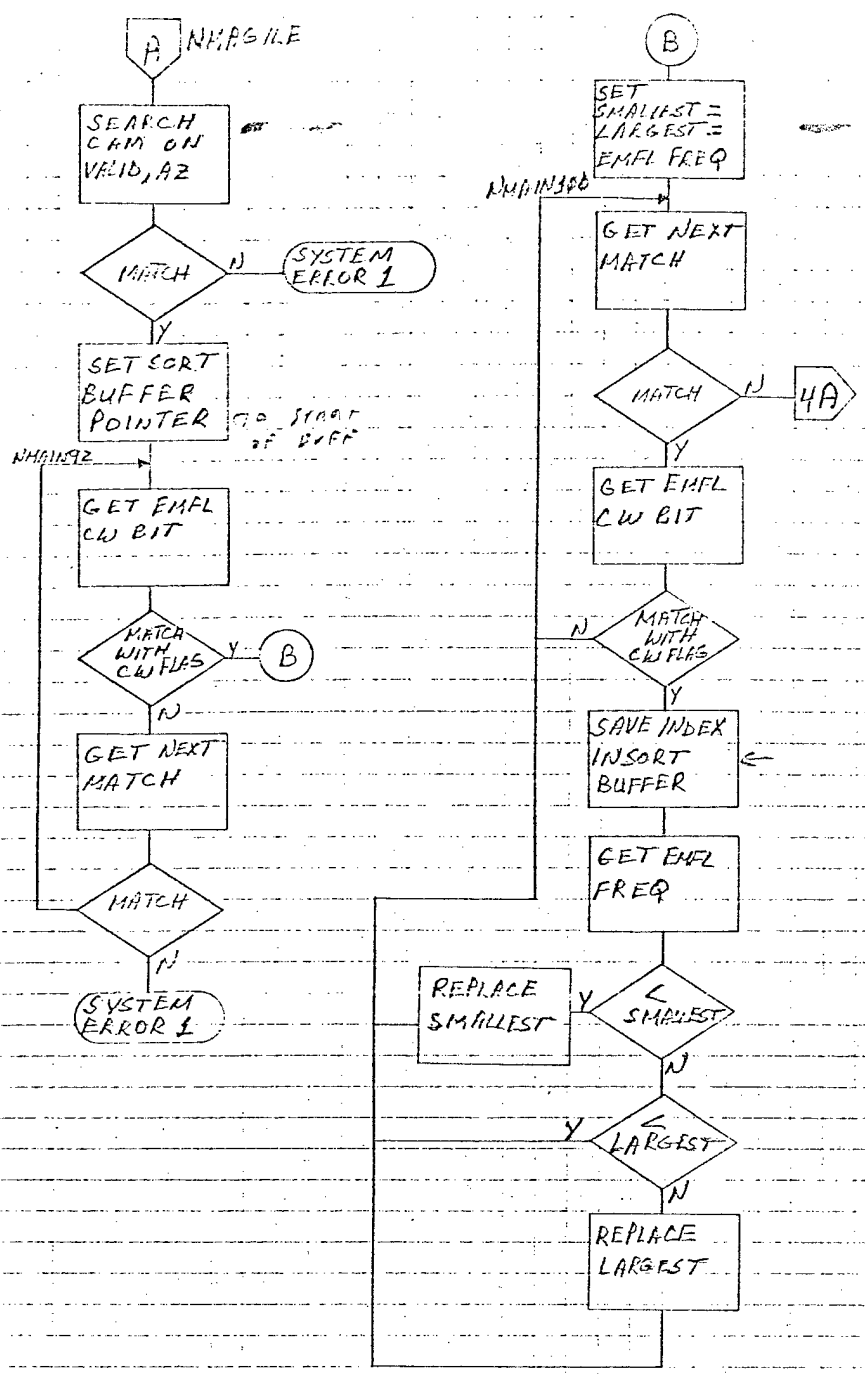 A
NMAGILE
SEARCH
CAM ON
VALID, AZ
MATCH
N
SYSTEM
ERROR 1
Y
SET SORT
BUFFER
POINTER
TO START
OF BUFF
NMAIN92
GET EMFL
CW BIT
MATCH
WITH
CW FLAG
Y
B
N
GET NEXT
MATCH
MATCH
N
SYSTEM
ERROR 1
B
SET
SMALLEST =
LARGEST =
EMFL FREQ
GET NEXT
MATCH
MATCH
N
4A
Y
GET EMFL
CW BIT
MATCH
WITH
CW FLAG
N
Y
SAVE INDEX
IN SORT
BUFFER
GET EMFL
FREQ
<
SMALLEST
Y
REPLACE
SMALLEST
N
<
LARGEST
Y
N
REPLACE
LARGEST